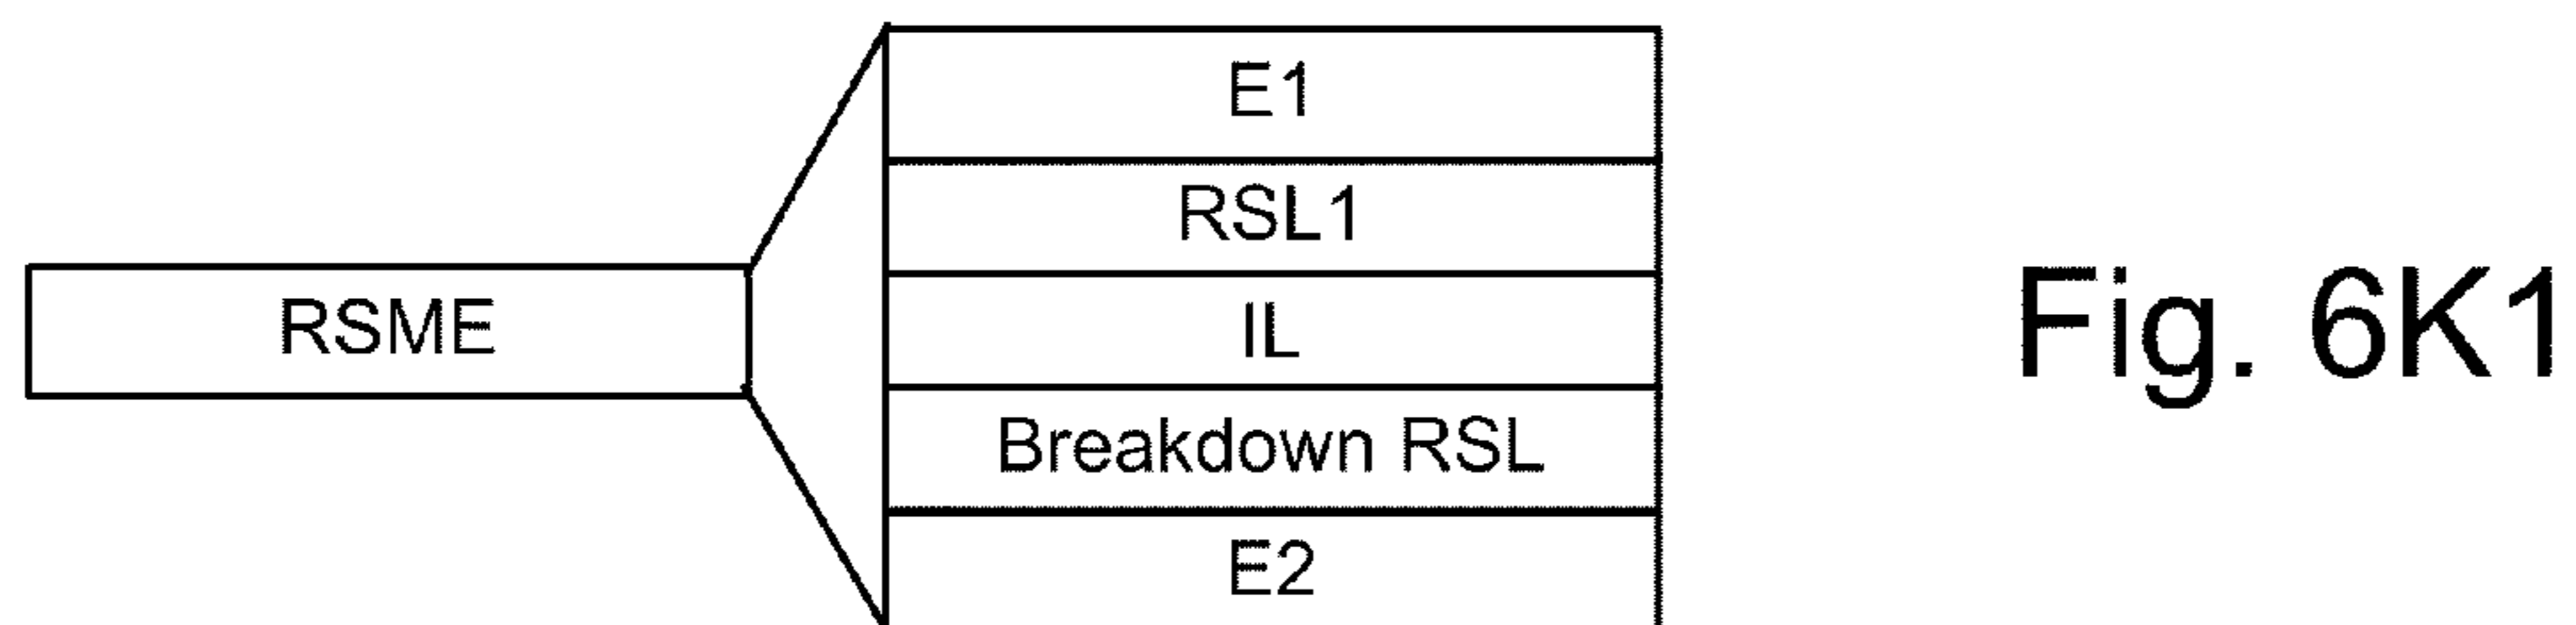 E1
RSL1
RSME
IL
Breakdown RSL
E2
Fig. 6K1